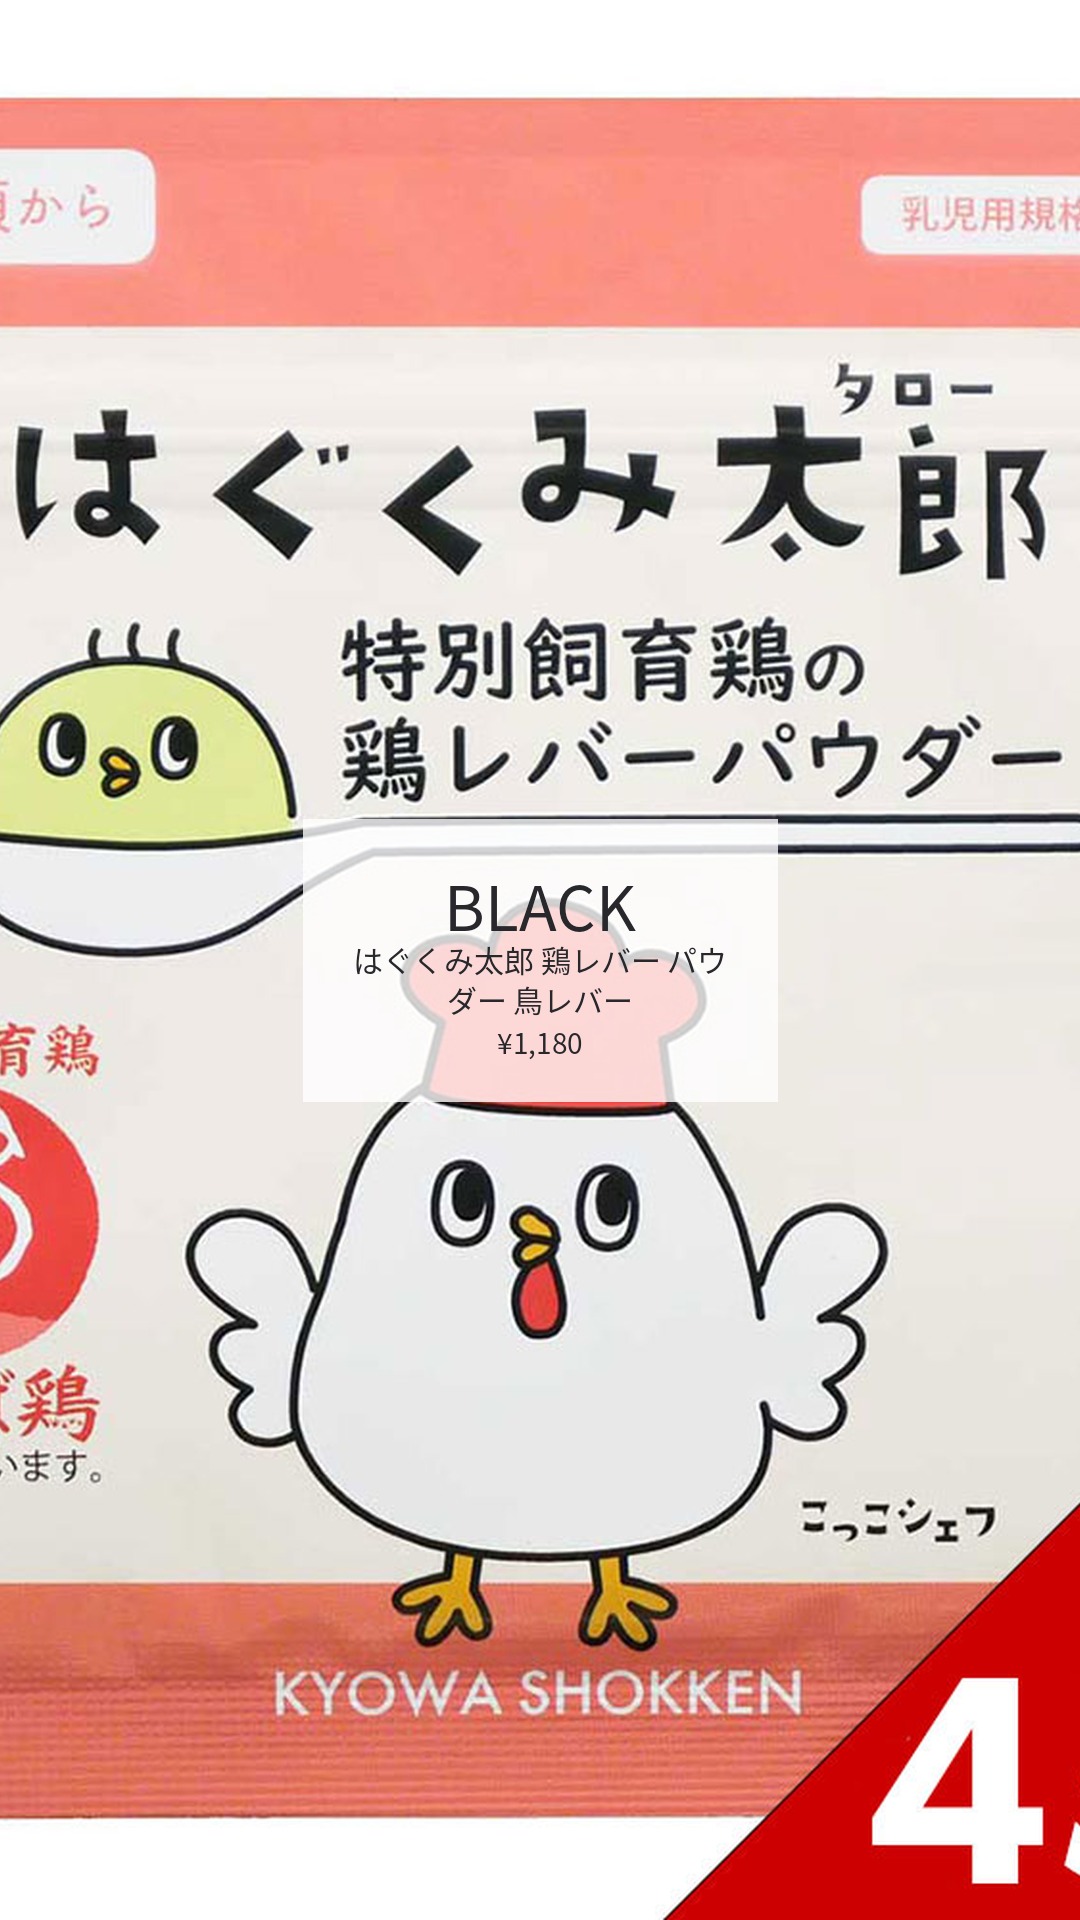 から
乳児用規格
タロー
はぐくみ太郎
特別飼育鶏の
鶏レバーパウダー
BLACK
はぐくみ太郎 鶏レバー パウ
ダー 鳥レバー
¥1,180
育鶏
鶏
います。
こっこシェフ
KYOWA SHOKKEN
4